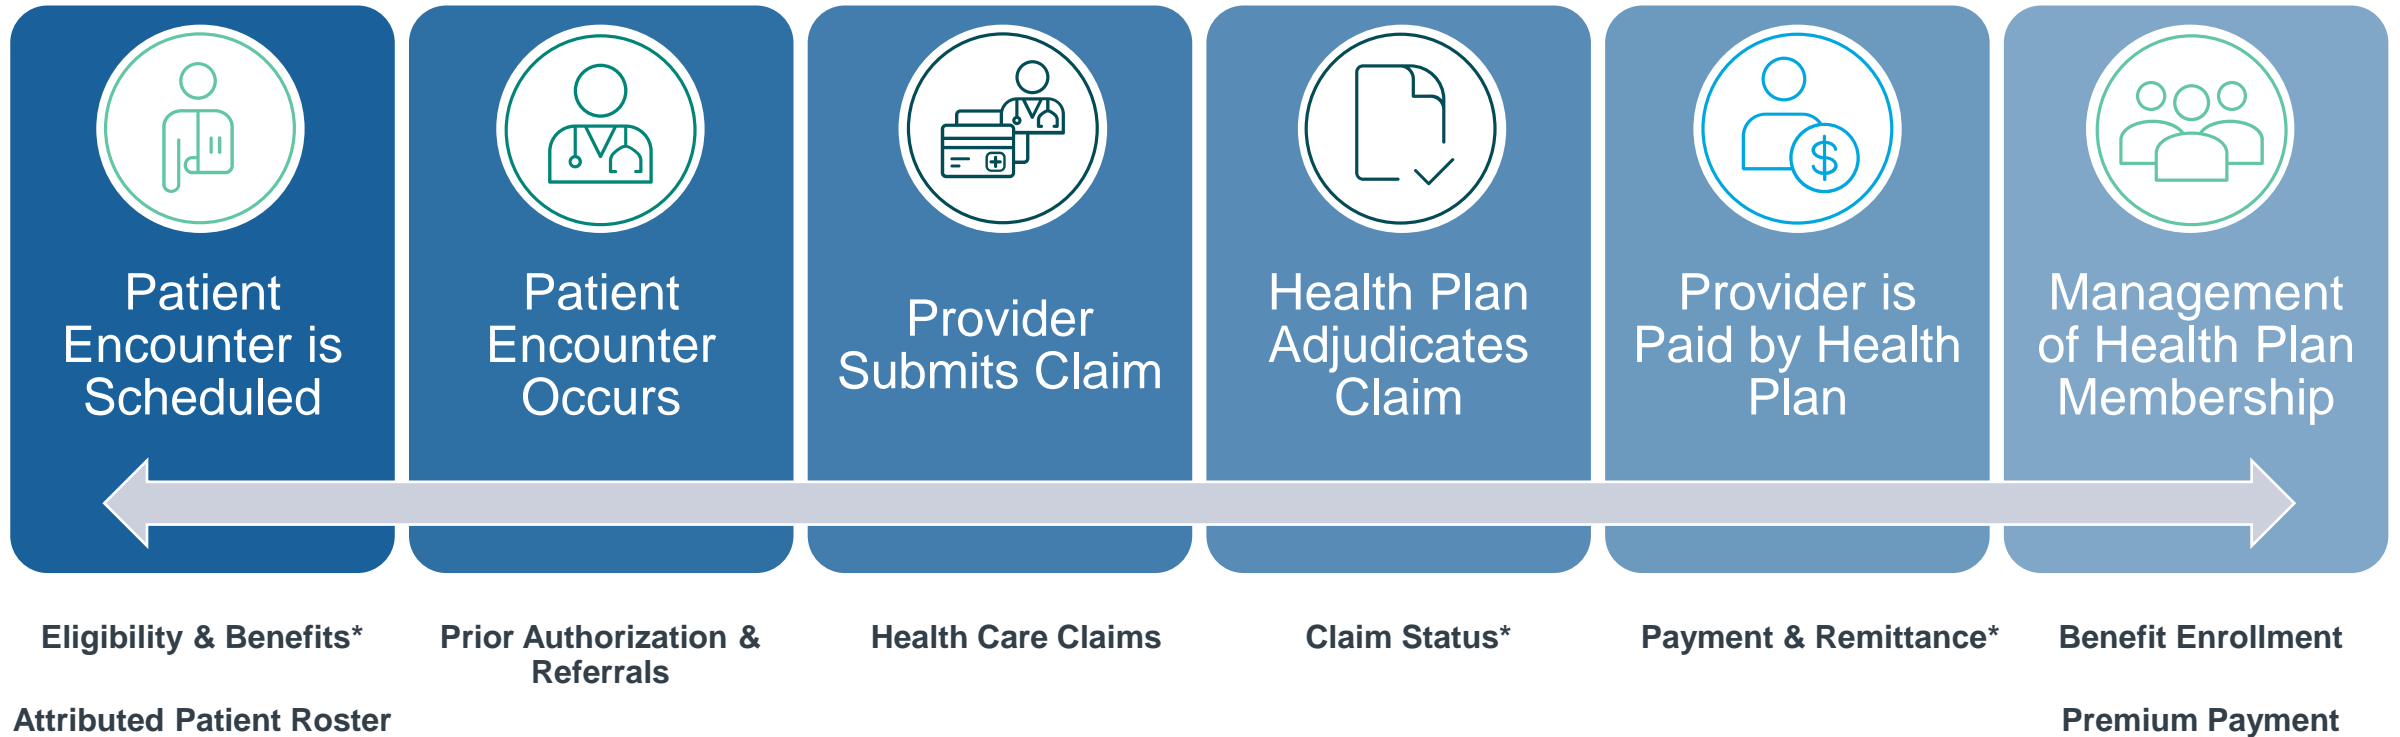 Patient
Encounter is
Scheduled
Patient
Encounter
Occurs
Provider
Submits Claim
Health Plan
Adjudicates
Claim
Provider is
Paid by Health
Plan
Management
of Health Plan
Membership
$
Eligibility & Benefits*
Attributed Patient Roster
Prior Authorization &
Referrals
Health Care Claims
Claim Status*
Payment & Remittance*
Benefit Enrollment
Premium Payment